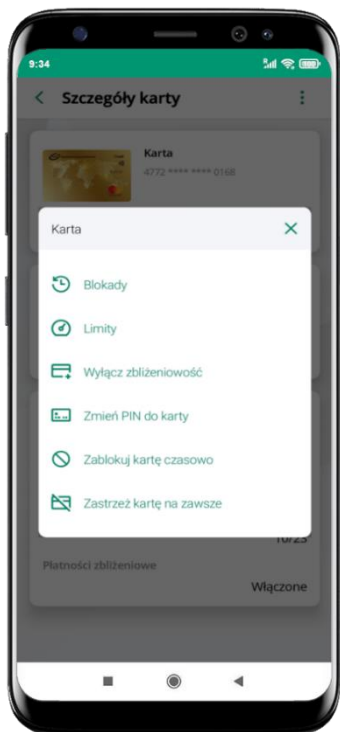 9:34
Szczegóły karty
Karta
4772 **** **** 0168
Karta
Blokady
Limity
Wyłącz zbliżeniowość
Zmień PIN do karty
Zablokuj kartę czasowo
Zastrzeż kartę na zawsze
10/23
Płatności zbliżeniowe
Włączone